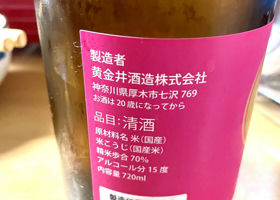 製造者
黄金井酒造株式会社
神奈川県厚木市七沢 769
お酒は20歳になってから
品目:清酒
原材料名 米(国産)
米こうじ(国産米)
精米歩合 70%
アルコール分 15 度
内容量 720ml